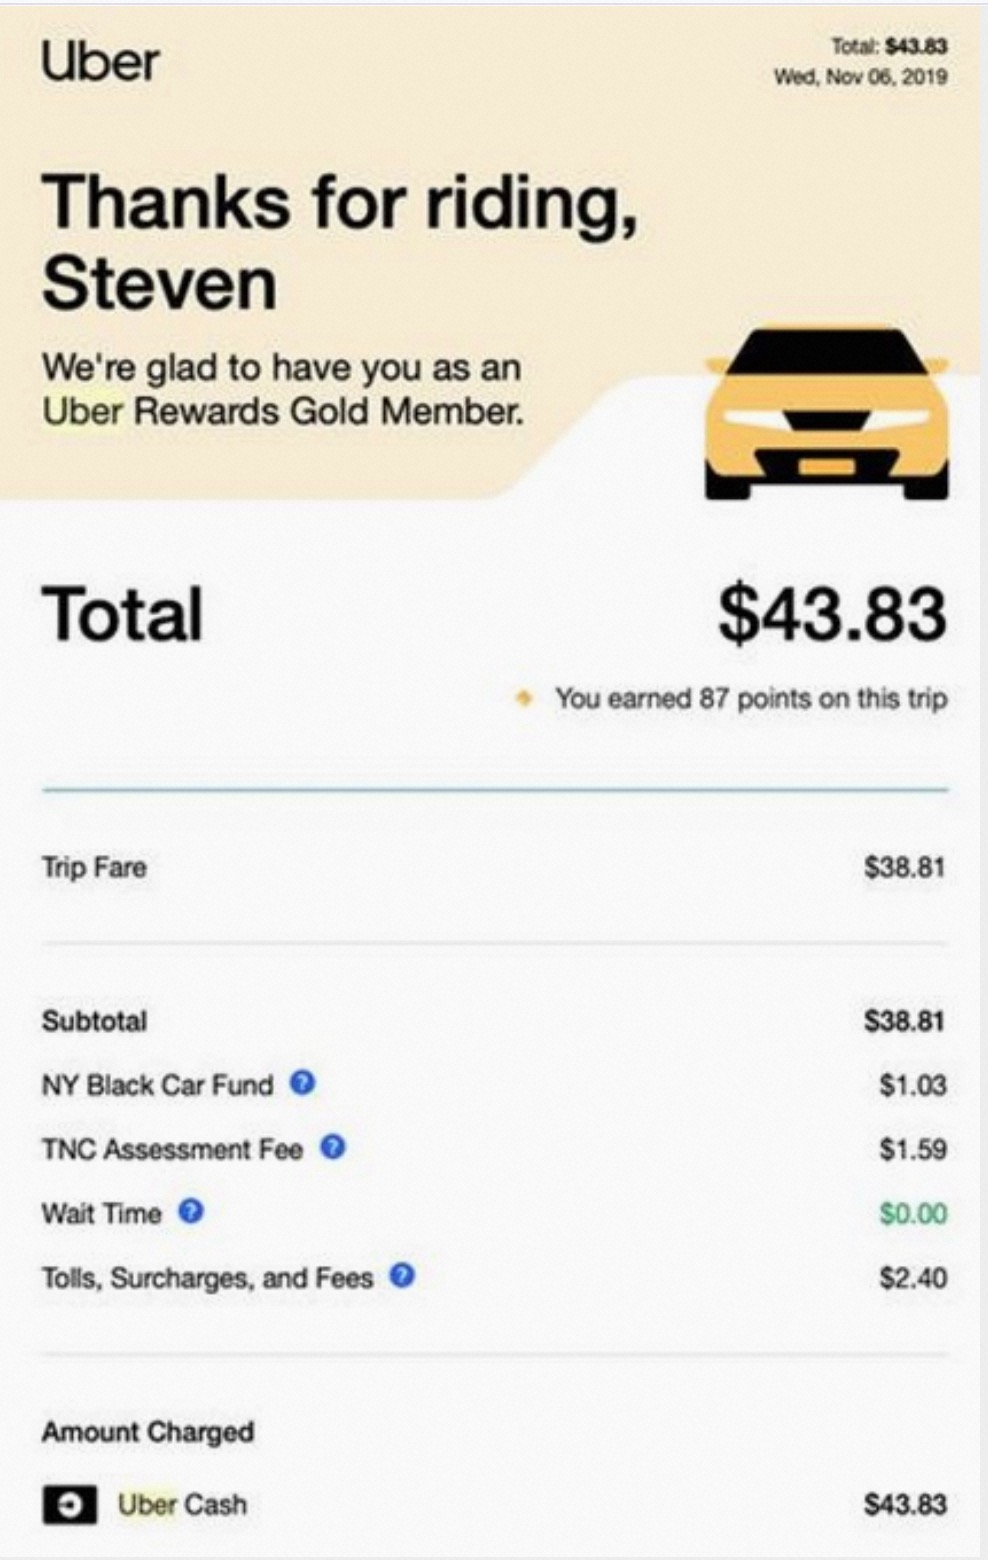 Uber
Total: $43.83
Wed, Nov 06, 2019
Thanks for riding,
Steven
We're glad to have you as an
Uber Rewards Gold Member.
Total $43.83
You earned 87 points on this trip
Trip Fare $38.81
Subtotal $38.81
NY Black Car Fund ? $1.03
TNC Assessment Fee ? $1.59
Wait Time ? $0.00
Tolls, Surcharges, and Fees ? $2.40
Amount Charged
Uber Cash $43.83